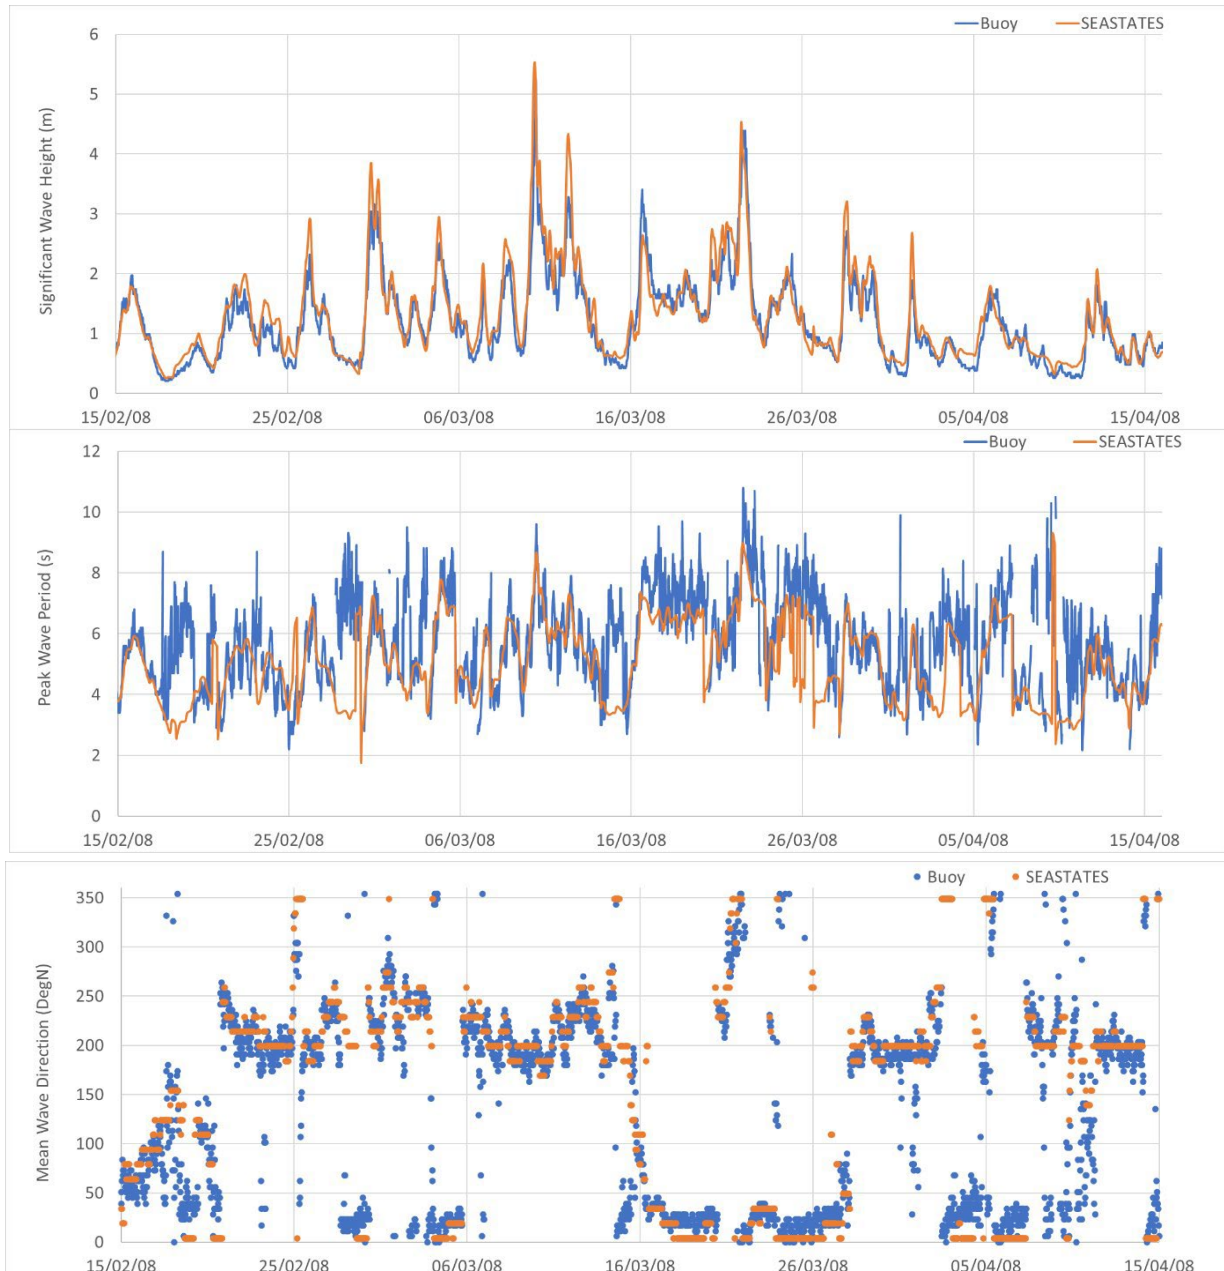 Buoy SEASTATES
Significant Wave Height (m)
6
5
4
3
2
1
0
15/02/08 25/02/08 06/03/08 16/03/08 26/03/08 05/04/08 15/04/08
Buoy SEASTATES
Peak Wave Period (s)
12
10
8
6
4
2
0
15/02/08 25/02/08 06/03/08 16/03/08 26/03/08 05/04/08 15/04/08
Buoy SEASTATES
Mean Wave Direction (DegN)
350
300
250
200
150
100
50
0
15/02/08 25/02/08 06/03/08 16/03/08 26/03/08 05/04/08 15/04/08